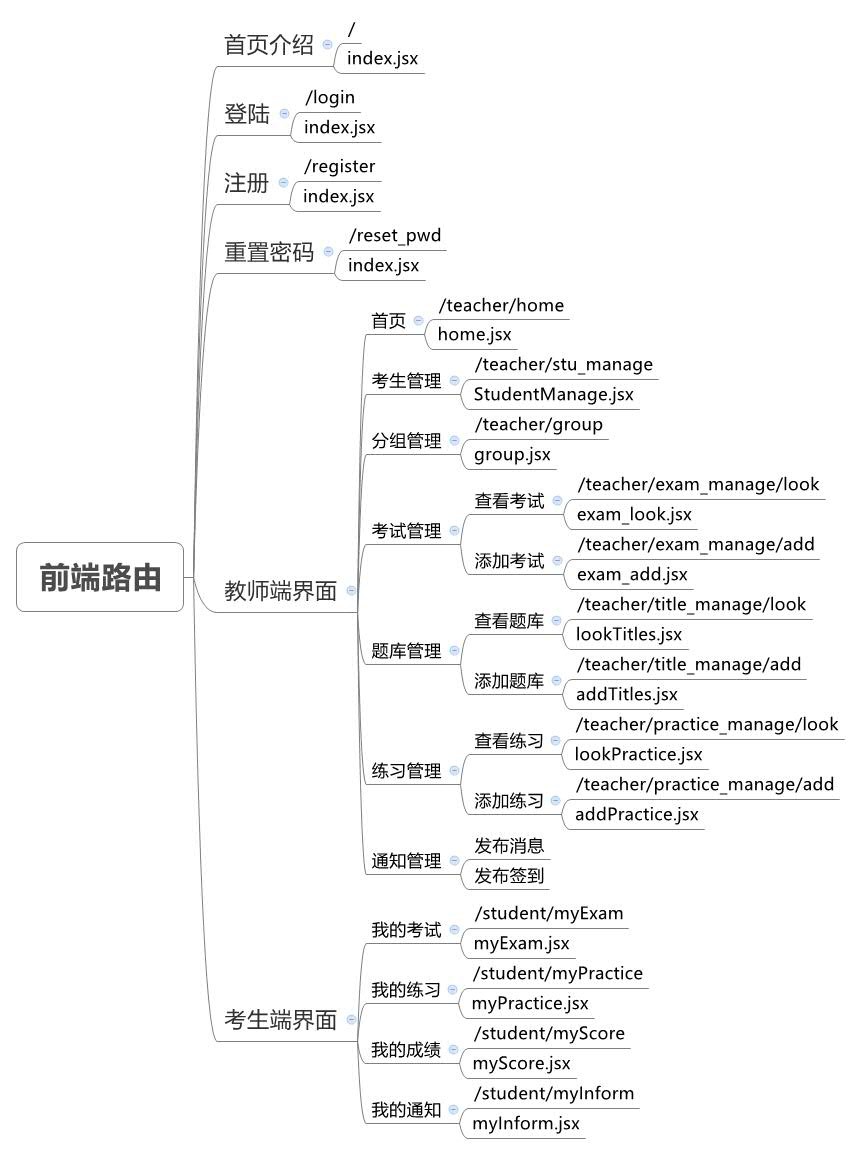 前端路由
首页介绍
/
index.jsx
登陆
/login
index.jsx
注册
/register
index.jsx
重置密码
/reset_pwd
index.jsx
教师端界面
首页
/teacher/home
home.jsx
考生管理
/teacher/stu_manage
StudentManage.jsx
分组管理
/teacher/group
group.jsx
考试管理
查看考试
/teacher/exam_manage/look
exam_look.jsx
添加考试
/teacher/exam_manage/add
exam_add.jsx
题库管理
查看题库
/teacher/title_manage/look
lookTitles.jsx
添加题库
/teacher/title_manage/add
addTitles.jsx
练习管理
查看练习
/teacher/practice_manage/look
lookPractice.jsx
添加练习
/teacher/practice_manage/add
addPractice.jsx
通知管理
发布消息
发布签到
考生端界面
我的考试
/student/myExam
myExam.jsx
我的练习
/student/myPractice
myPractice.jsx
我的成绩
/student/myScore
myScore.jsx
我的通知
/student/myInform
myInform.jsx